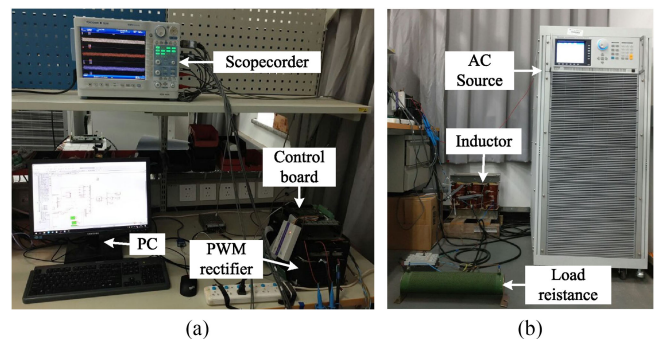 Scopecorder
Control
board
PC
PWM
rectifier
AC
Source
Inductor
Load
reistance
(a)
(b)